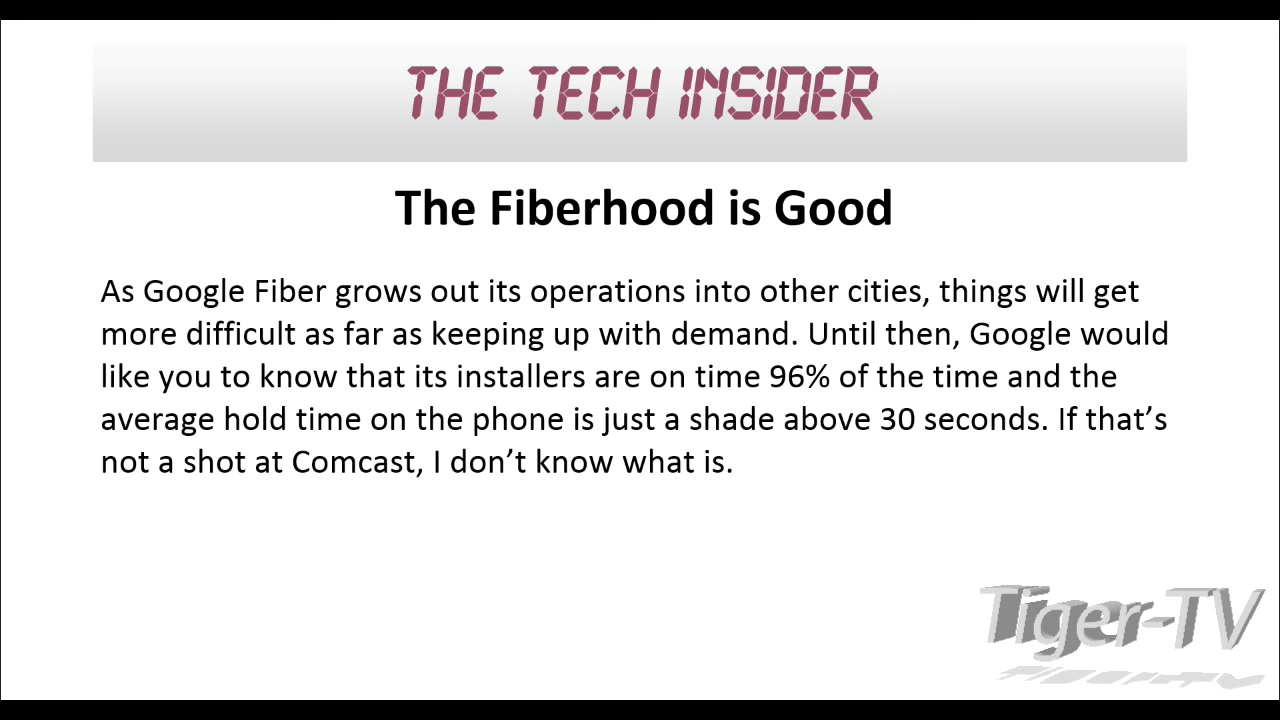 THE TECH INSIDER
The Fiberhood is Good
As Google Fiber grows out its operations into other cities, things will get
more difficult as far as keeping up with demand. Until then, Google would
like you to know that its installers are on time 96% of the time and the
average hold time on the phone is just a shade above 30 seconds. If that’s
not a shot at Comcast, I don’t know what is.
Tiger-TV